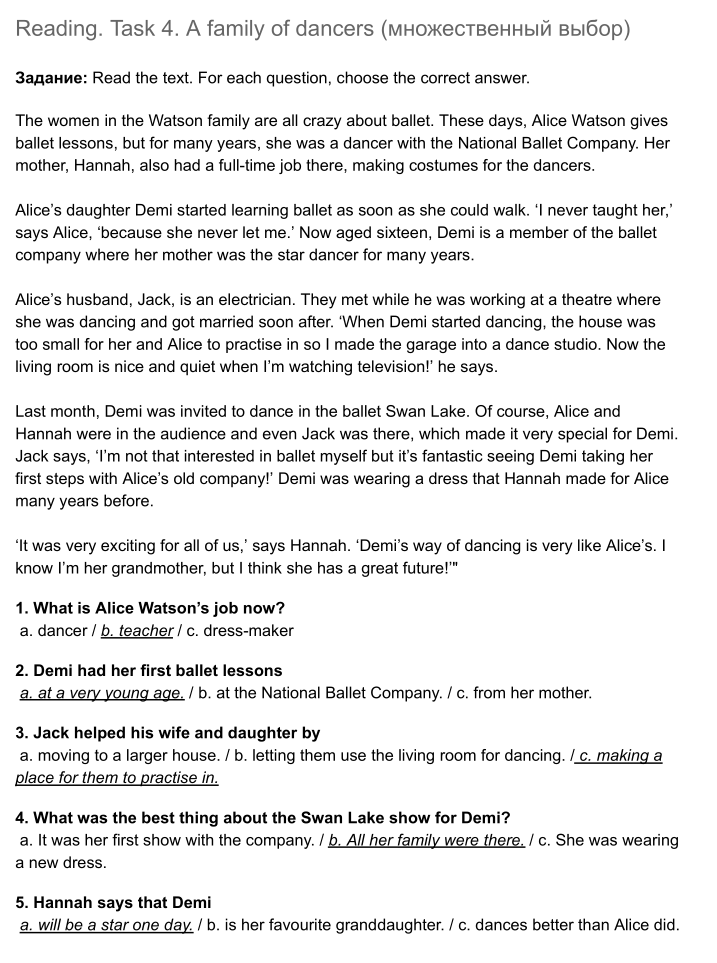 Reading. Task 4. A family of dancers (множественный выбор)
Задание: Read the text. For each question, choose the correct answer.
The women in the Watson family are all crazy about ballet. These days, Alice Watson gives
ballet lessons, but for many years, she was a dancer with the National Ballet Company. Her
mother, Hannah, also had a full-time job there, making costumes for the dancers.
Alice’s daughter Demi started learning ballet as soon as she could walk. ‘I never taught her,’
says Alice, ‘because she never let me.’ Now aged sixteen, Demi is a member of the ballet
company where her mother was the star dancer for many years.
Alice’s husband, Jack, is an electrician. They met while he was working at a theatre where
she was dancing and got married soon after. ‘When Demi started dancing, the house was
too small for her and Alice to practise in so I made the garage into a dance studio. Now the
living room is nice and quiet when I’m watching television!’ he says.
Last month, Demi was invited to dance in the ballet Swan Lake. Of course, Alice and
Hannah were in the audience and even Jack was there, which made it very special for Demi.
Jack says, ‘I’m not that interested in ballet myself but it’s fantastic seeing Demi taking her
first steps with Alice’s old company!’ Demi was wearing a dress that Hannah made for Alice
many years before.
‘It was very exciting for all of us,’ says Hannah. ‘Demi’s way of dancing is very like Alice’s. I
know I’m her grandmother, but I think she has a great future!’"
1. What is Alice Watson’s job now?
a. dancer / b. teacher / c. dress-maker
2. Demi had her first ballet lessons
a. at a very young age. / b. at the National Ballet Company. / c. from her mother.
3. Jack helped his wife and daughter by
a. moving to a larger house. / b. letting them use the living room for dancing. / c. making a
place for them to practise in.
4. What was the best thing about the Swan Lake show for Demi?
a. It was her first show with the company. / b. All her family were there. / c. She was wearing
a new dress.
5. Hannah says that Demi
a. will be a star one day. / b. is her favourite granddaughter. / c. dances better than Alice did.